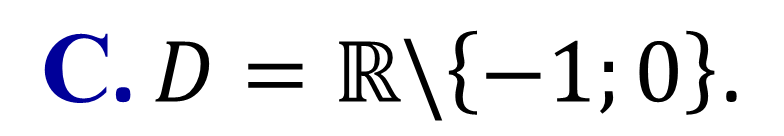 C. D = ℝ\{−1; 0}.